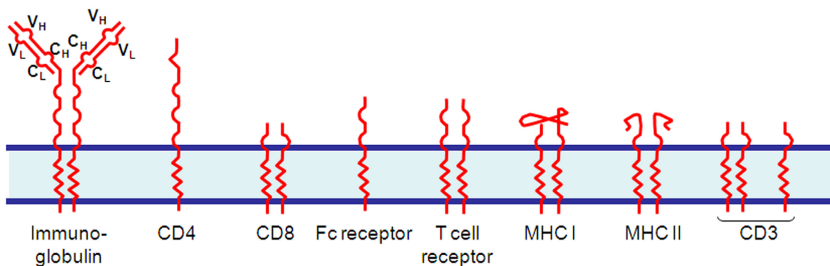 VH VH
VL CH CH VL
CL CL
Immuno-
globulin
CD4
CD8
Fc receptor
T cell
receptor
MHC I
MHC II
CD3